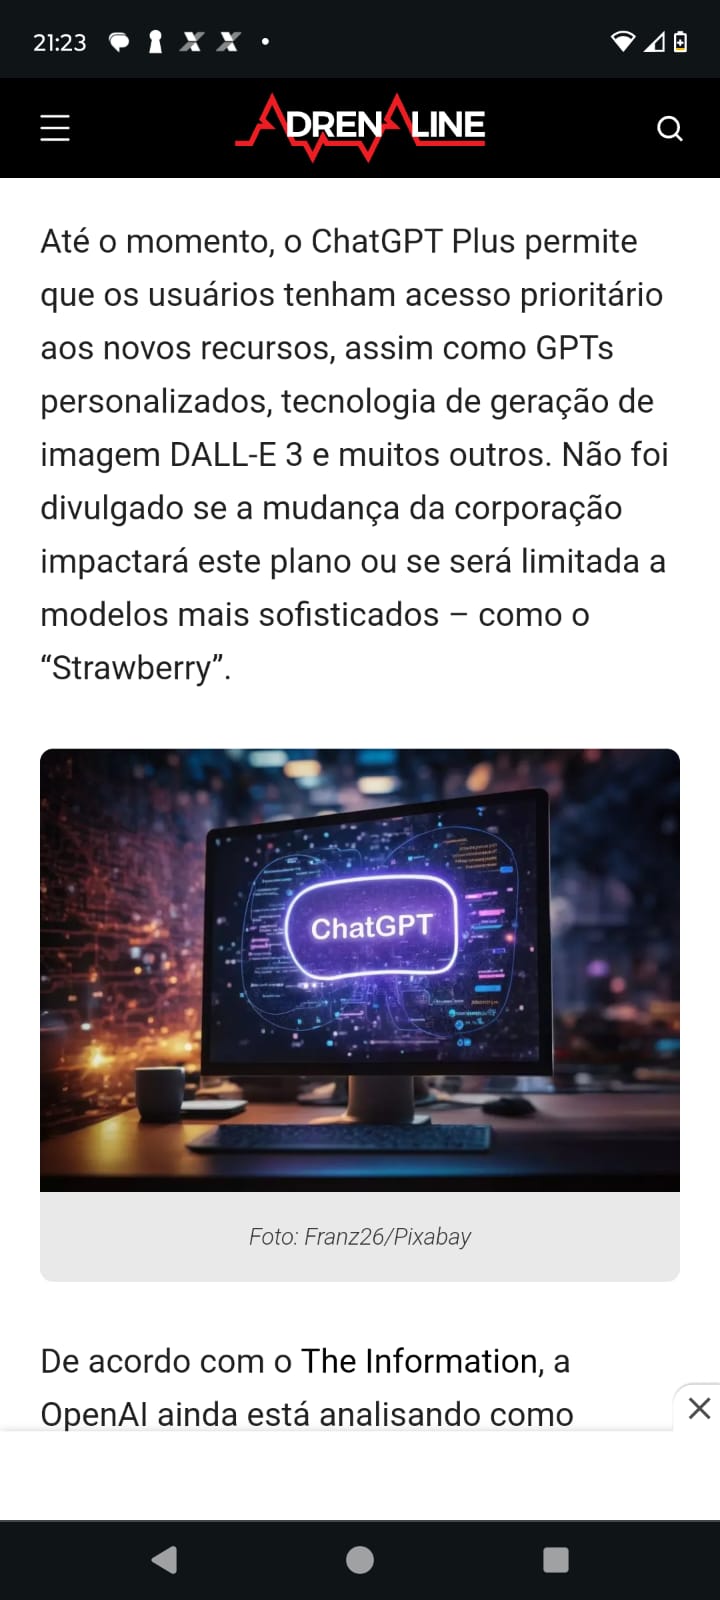 21:23
ADRENALINE
Até o momento, o ChatGPT Plus permite
que os usuários tenham acesso prioritário
aos novos recursos, assim como GPTs
personalizados, tecnologia de geração de
imagem DALL-E 3 e muitos outros. Não foi
divulgado se a mudança da corporação
impactará este plano ou se será limitada a
modelos mais sofisticados – como o
“Strawberry”.
ChatGPT
Foto: Franz26/Pixabay
De acordo com o The Information, a
OpenAI ainda está analisando como